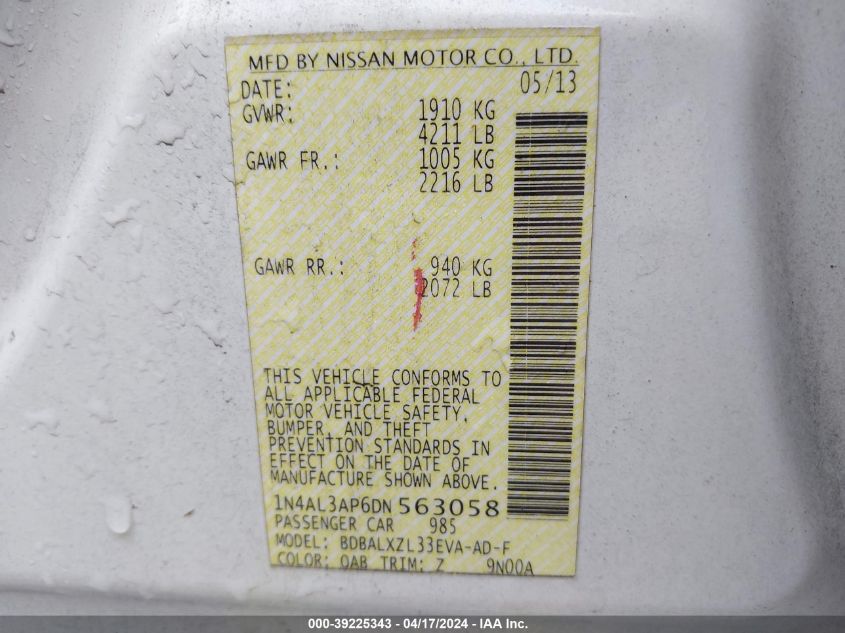 MFD BY NISSAN MOTOR CO., LTD.
DATE: 05/13
GVWR: 1910 KG
4211 LB
GAWR FR.: 1005 KG
2216 LB
GAWR RR.: 940 KG
2072 LB
THIS VEHICLE CONFORMS TO
ALL APPLICABLE FEDERAL
MOTOR VEHICLE SAFETY,
BUMPER, AND THEFT
PREVENTION STANDARDS IN
EFFECT ON THE DATE OF
MANUFACTURE SHOWN ABOVE.
1N4AL3AP6DN 563058
PASSENGER CAR 985
MODEL: BDBALXZL33EVA-AD-F
COLOR: QAB TRIM: Z 9N00A
000-39225343 - 04/17/2024 - IAA Inc.